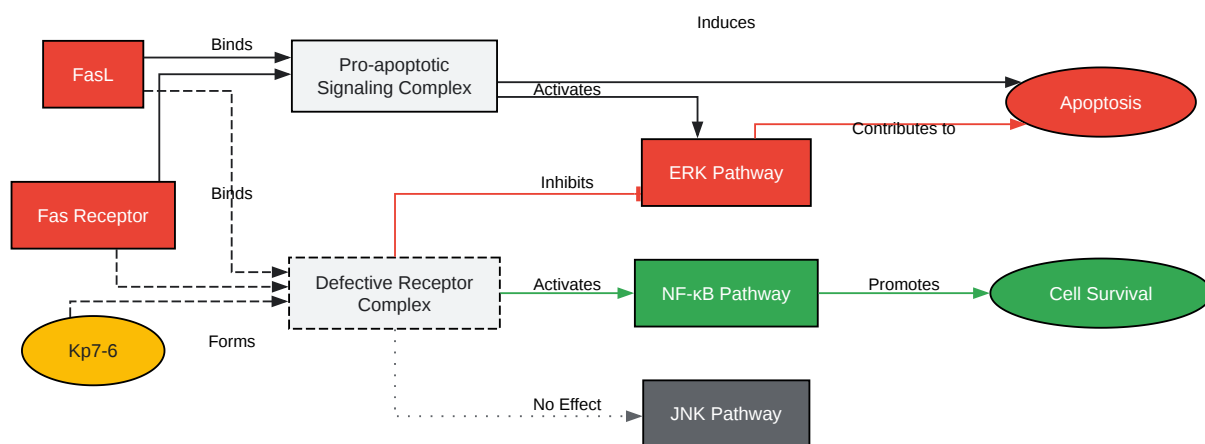 Induces
Binds
FasL
Pro-apoptotic
Signaling Complex
Activates
Apoptosis
Contributes to
ERK Pathway
Inhibits
Binds
Fas Receptor
Defective Receptor
Complex
Activates
NF-κB Pathway
Promotes
Cell Survival
Forms
Kp7-6
No Effect
JNK Pathway